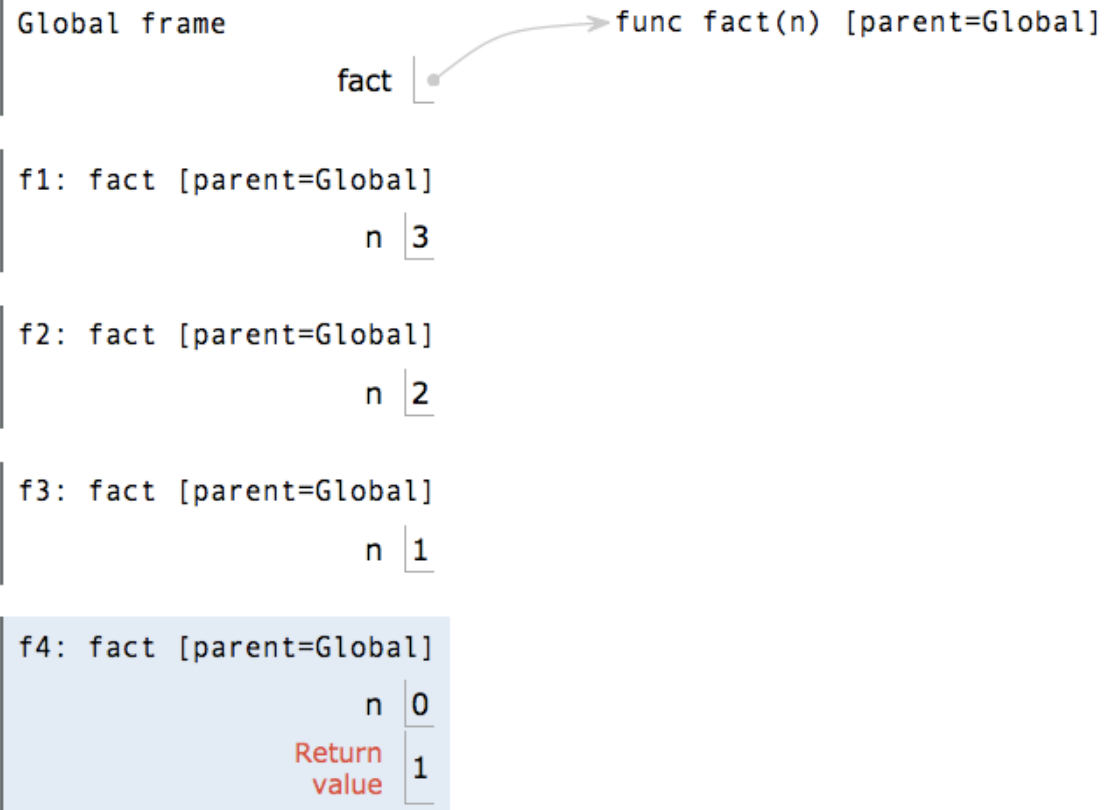 Global frame
func fact(n) [parent=Global]
fact
f1: fact [parent=Global]
n 3
f2: fact [parent=Global]
n 2
f3: fact [parent=Global]
n 1
f4: fact [parent=Global]
n 0
Return
value 1